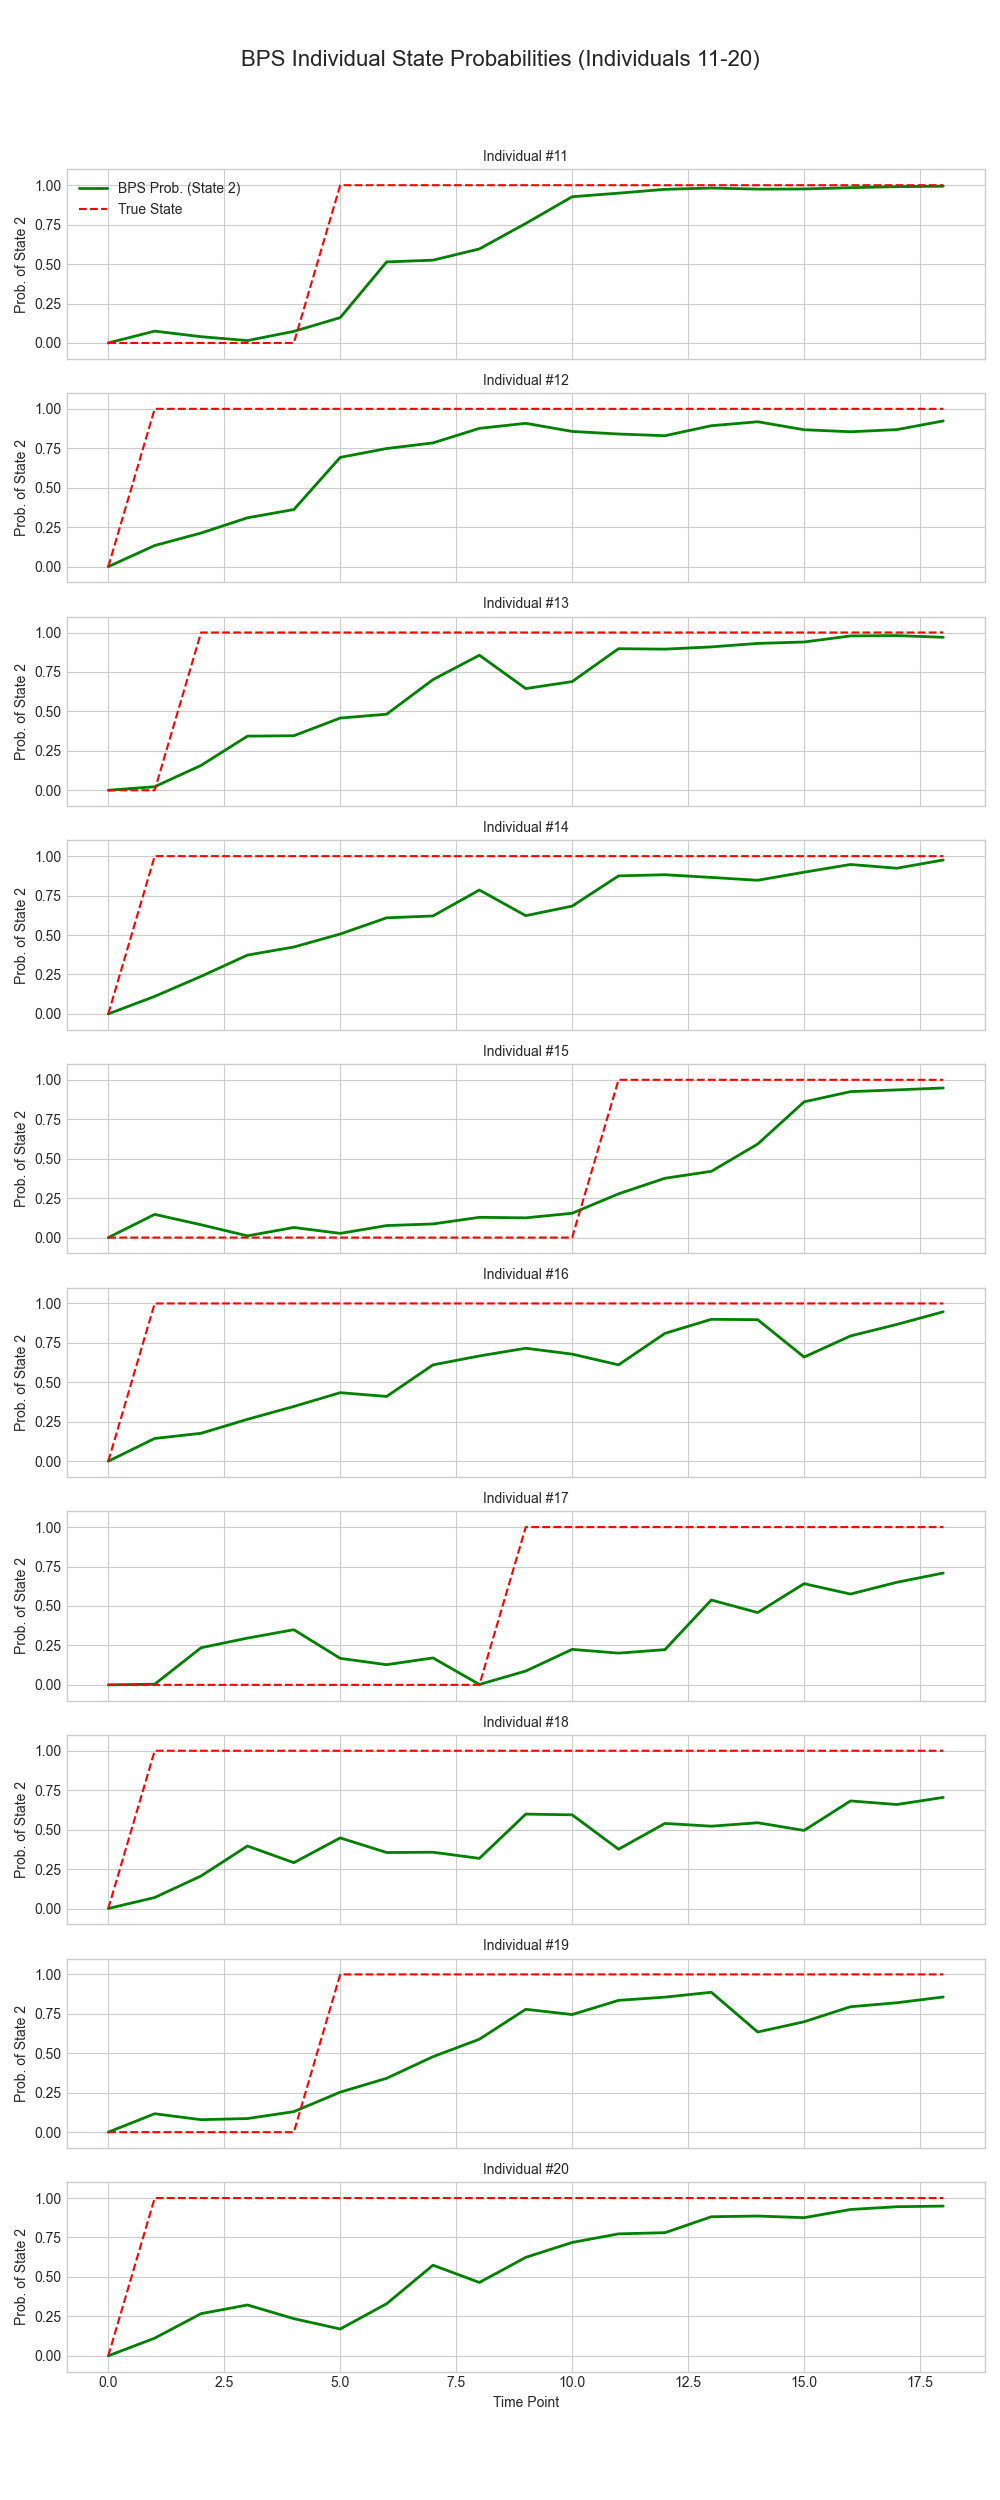 BPS Individual State Probabilities (Individuals 11-20)
Individual #11
BPS Prob. (State 2)
True State
Prob. of State 2
1.00
0.75
0.50
0.25
0.00
Individual #12
Prob. of State 2
1.00
0.75
0.50
0.25
0.00
Individual #13
Prob. of State 2
1.00
0.75
0.50
0.25
0.00
Individual #14
Prob. of State 2
1.00
0.75
0.50
0.25
0.00
Individual #15
Prob. of State 2
1.00
0.75
0.50
0.25
0.00
Individual #16
Prob. of State 2
1.00
0.75
0.50
0.25
0.00
Individual #17
Prob. of State 2
1.00
0.75
0.50
0.25
0.00
Individual #18
Prob. of State 2
1.00
0.75
0.50
0.25
0.00
Individual #19
Prob. of State 2
1.00
0.75
0.50
0.25
0.00
Individual #20
Prob. of State 2
1.00
0.75
0.50
0.25
0.00
0.0 2.5 5.0 7.5 10.0 12.5 15.0 17.5
Time Point